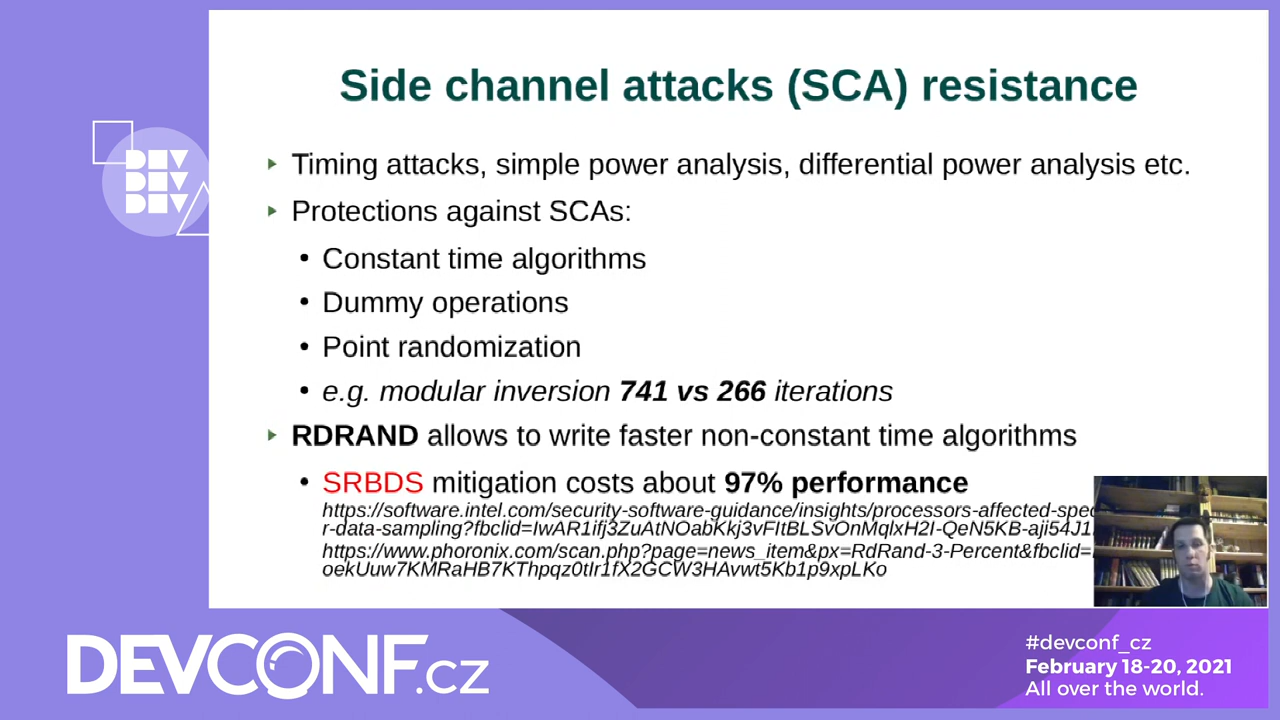 Side channel attacks (SCA) resistance
DEV
DEV
DEV
Timing attacks, simple power analysis, differential power analysis etc.
Protections against SCAs:
Constant time algorithms
Dummy operations
Point randomization
e.g. modular inversion 741 vs 266 iterations
RDRAND allows to write faster non-constant time algorithms
SRBDS mitigation costs about 97% performance
https://software.intel.com/security-software-guidance/insights/processors-affected-spec
r-data-sampling?fbclid=IwAR1ifj3ZuAtNOabKkj3vFItBLSvOnMqlxH2I-QeN5KB-aji54J1
https://www.phoronix.com/scan.php?page=news_item&px=RdRand-3-Percent&fbclid=
oekUuw7KMRaHB7KThpqz0tIr1fX2GCW3HAvwt5Kb1p9xpLKo
DEVCONF.cz
#devconf_cz
February 18-20, 2021
All over the world.